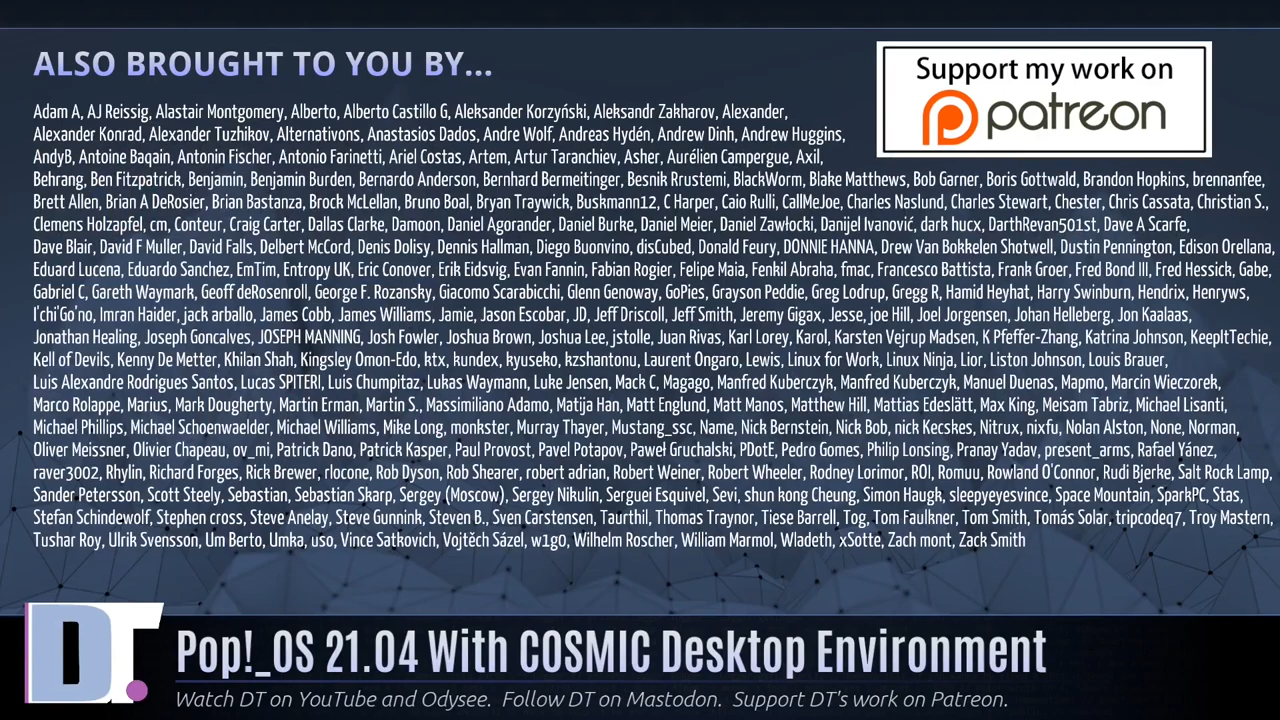 ALSO BROUGHT TO YOU BY...
Support my work on
patreon
Adam A, AJ Reissig, Alastair Montgomery, Alberto, Alberto Castillo G, Aleksander Korzyński, Aleksandr Zakharov, Alexander,
Alexander Konrad, Alexander Tuzhikov, Alternativons, Anastasios Dados, Andre Wolf, Andreas Hydén, Andrew Dinh, Andrew Huggins,
AndyB, Antoine Baqain, Antonin Fischer, Antonio Farinetti, Ariel Costas, Artem, Artur Taranchiev, Asher, Aurélien Campergue, Axil,
Behrang, Ben Fitzpatrick, Benjamin, Benjamin Burden, Bernardo Anderson, Bernhard Bermeitinger, Besnik Rrustemi, BlackWorm, Blake Matthews, Bob Garner, Boris Gottwald, Brandon Hopkins, brennanfee,
Brett Allen, Brian A DeRosier, Brian Bastanza, Brock McLellan, Bruno Boal, Bryan Traywick, Buskmann12, C Harper, Caio Rulli, CallMeJoe, Charles Naslund, Charles Stewart, Chester, Chris Cassata, Christian S.,
Clemens Holzapfel, cm, Conteur, Craig Carter, Dallas Clarke, Damoon, Daniel Agorander, Daniel Burke, Daniel Meier, Daniel Zawłocki, Danijel Ivanović, dark hucx, DarthRevan501st, Dave A Scarfe,
Dave Blair, David F Muller, David Falls, Delbert McCord, Denis Dolisy, Dennis Hallman, Diego Buonvino, disCubed, Donald Feury, DONNIE HANNA, Drew Van Bokkelen Shotwell, Dustin Pennington, Edison Orellana,
Eduard Lucena, Eduardo Sanchez, EmTim, Entropy UK, Eric Conover, Erik Eidsvig, Evan Fannin, Fabian Rogier, Felipe Maia, Fenkil Abraha, fmac, Francesco Battista, Frank Groer, Fred Bond III, Fred Hessick, Gabe,
Gabriel C, Gareth Waymark, Geoff deRosenroll, George F. Rozansky, Giacomo Scarabicchi, Glenn Genoway, GoPies, Grayson Peddie, Greg Lodrup, Gregg R, Hamid Heyhat, Harry Swinburn, Hendrix, Henryws,
I'chi'Go'no, Imran Haider, jack arballo, James Cobb, James Williams, Jamie, Jason Escobar, JD, Jeff Driscoll, Jeff Smith, Jeremy Gigax, Jesse, joe Hill, Joel Jorgensen, Johan Helleberg, Jon Kaalaas,
Jonathan Healing, Joseph Goncalves, JOSEPH MANNING, Josh Fowler, Joshua Brown, Joshua Lee, jstolle, Juan Rivas, Karl Lorey, Karol, Karsten Vejrup Madsen, K Pfeffer-Zhang, Katrina Johnson, KeepItTechie,
Kell of Devils, Kenny De Metter, Khilan Shah, Kingsley Omon-Edo, ktx, kundex, kyuseko, kzshantonu, Laurent Ongaro, Lewis, Linux for Work, Linux Ninja, Lior, Liston Johnson, Louis Brauer,
Luis Alexandre Rodrigues Santos, Lucas SPITERI, Luis Chumpitaz, Lukas Waymann, Luke Jensen, Mack C, Magago, Manfred Kuberczyk, Manfred Kuberczyk, Manuel Duenas, Mapmo, Marcin Wieczorek,
Marco Rolappe, Marius, Mark Dougherty, Martin Erman, Martin S., Massimiliano Adamo, Matija Han, Matt Englund, Matt Manos, Matthew Hill, Mattias Edeslätt, Max King, Meisam Tabriz, Michael Lisanti,
Michael Phillips, Michael Schoenwaelder, Michael Williams, Mike Long, monkster, Murray Thayer, Mustang_ssc, Name, Nick Bernstein, Nick Bob, nick Kecskes, Nitrux, nixfu, Nolan Alston, None, Norman,
Oliver Meissner, Olivier Chapeau, ov_mi, Patrick Dano, Patrick Kasper, Paul Provost, Pavel Potapov, Paweł Gruchalski, PDotE, Pedro Gomes, Philip Lonsing, Pranay Yadav, present_arms, Rafael Yánez,
raver3002, Rhylin, Richard Forges, Rick Brewer, rlocone, Rob Dyson, Rob Shearer, robert adrian, Robert Weiner, Robert Wheeler, Rodney Lorimor, ROI, Romuu, Rowland O'Connor, Rudi Bjerke, Salt Rock Lamp,
Sander Petersson, Scott Steely, Sebastian, Sebastian Skarp, Sergey (Moscow), Sergey Nikulin, Serguei Esquivel, Sevi, shun kong Cheung, Simon Haugk, sleepyeyesvince, Space Mountain, SparkPC, Stas,
Stefan Schindewolf, Stephen cross, Steve Anelay, Steve Gunnink, Steven B., Sven Carstensen, Taúrthil, Thomas Traynor, Tiese Barrell, Tog, Tom Faulkner, Tom Smith, Tomás Solar, tripcodeq7, Troy Mastern,
Tushar Roy, Ulrik Svensson, Um Berto, Umka, uso, Vince Satkovich, Vojtěch Sázel, w1g0, Wilhelm Roscher, William Marmol, Wladeth, xSotte, Zach mont, Zack Smith
DT.
Pop!_OS 21.04 With COSMIC Desktop Environment
Watch DT on YouTube and Odysee. Follow DT on Mastodon. Support DT's work on Patreon.